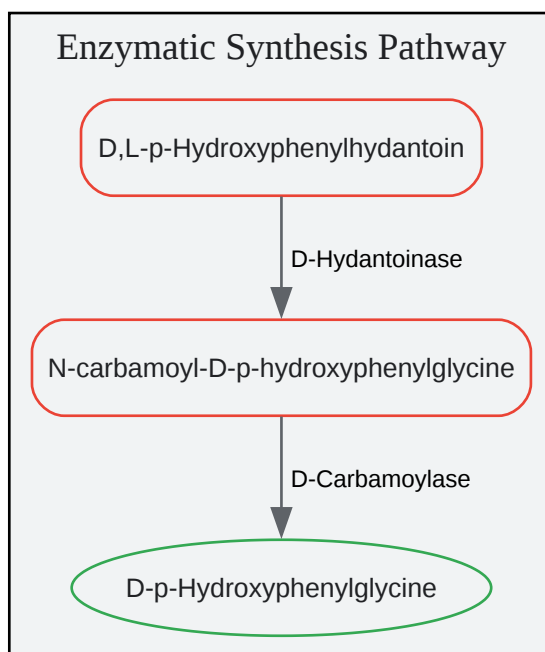 Enzymatic Synthesis Pathway
D,L-p-Hydroxyphenylhydantoin
D-Hydantoinase
N-carbamoyl-D-p-hydroxyphenylglycine
D-Carbamoylase
D-p-Hydroxyphenylglycine